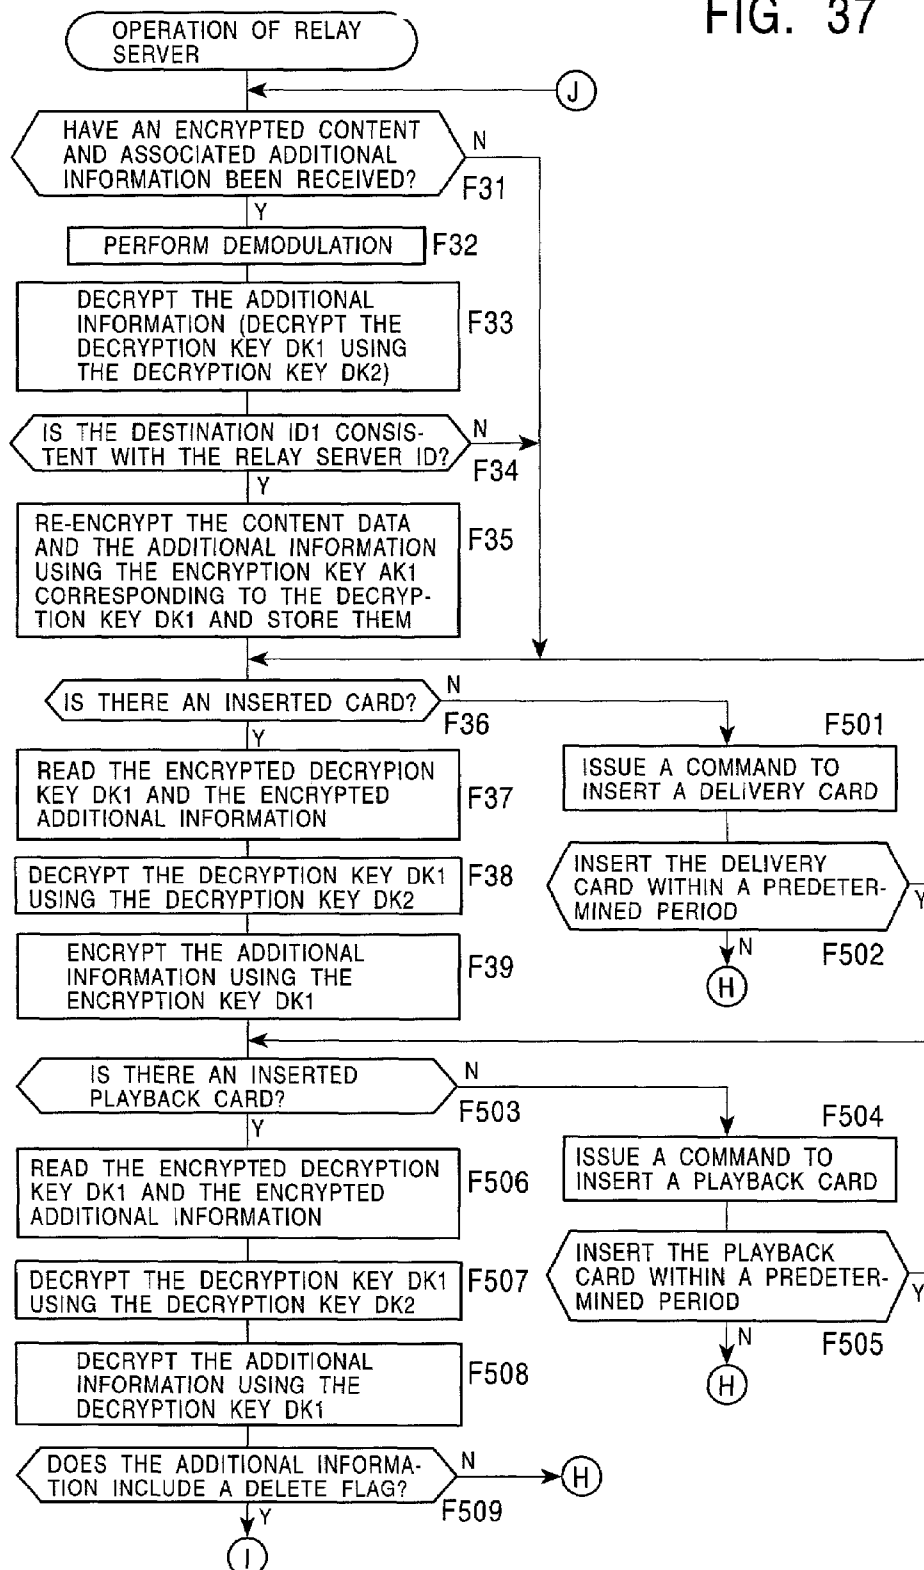 FIG. 37
OPERATION OF RELAY
SERVER
J
HAVE AN ENCRYPTED CONTENT
AND ASSOCIATED ADDITIONAL
INFORMATION BEEN RECEIVED?
N
F31
Y
PERFORM DEMODULATION
F32
DECRYPT THE ADDITIONAL
INFORMATION (DECRYPT THE
DECRYPTION KEY DK1 USING
THE DECRYPTION KEY DK2)
F33
IS THE DESTINATION ID1 CONSIS-
TENT WITH THE RELAY SERVER ID?
N
F34
Y
RE-ENCRYPT THE CONTENT DATA
AND THE ADDITIONAL INFORMATION
USING THE ENCRYPTION KEY AK1
CORRESPONDING TO THE DECRYP-
TION KEY DK1 AND STORE THEM
F35
IS THERE AN INSERTED CARD?
N
F36
Y
F501
ISSUE A COMMAND TO
INSERT A DELIVERY CARD
READ THE ENCRYPTED DECRYPION
KEY DK1 AND THE ENCRYPTED
ADDITIONAL INFORMATION
F37
INSERT THE DELIVERY
CARD WITHIN A PREDETER-
MINED PERIOD
Y
F502
N
H
DECRYPT THE DECRYPTION KEY DK1
USING THE DECRYPTION KEY DK2
F38
ENCRYPT THE ADDITIONAL
INFORMATION USING THE
ENCRYPTION KEY DK1
F39
IS THERE AN INSERTED
PLAYBACK CARD?
N
F503
Y
F504
ISSUE A COMMAND TO
INSERT A PLAYBACK CARD
READ THE ENCRYPTED DECRYPTION
KEY DK1 AND THE ENCRYPTED
ADDITIONAL INFORMATION
F506
INSERT THE PLAYBACK
CARD WITHIN A PREDETER-
MINED PERIOD
Y
F505
N
H
DECRYPT THE DECRYPTION KEY DK1
USING THE DECRYPTION KEY DK2
F507
DECRYPT THE ADDITIONAL
INFORMATION USING THE
DECRYPTION KEY DK1
F508
DOES THE ADDITIONAL INFORMA-
TION INCLUDE A DELETE FLAG?
N
H
F509
Y
I